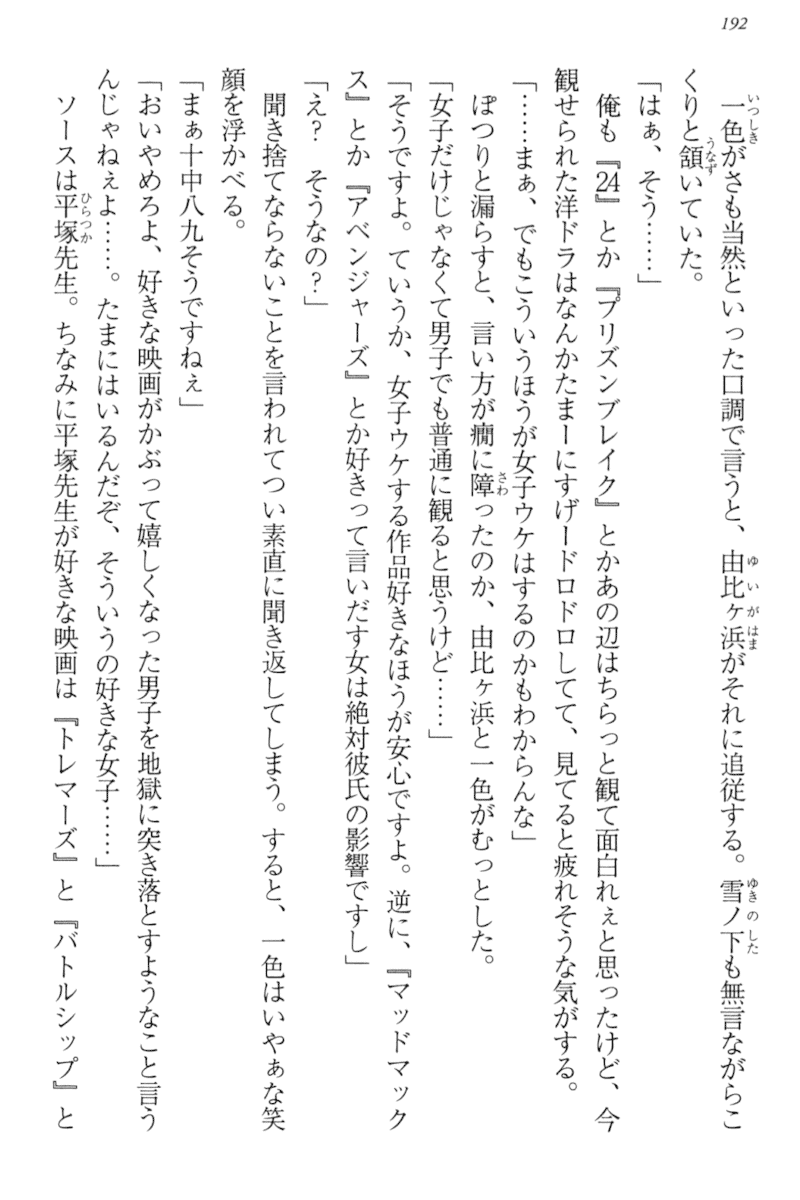 192
一色がさも当然といった口調で言うと、由比ヶ浜がそれに追従する。雪ノ下も無言ながらこ
くりと頷いていた。
「はぁ、そう……」
俺も『24』とか『プリズンブレイク』とかあの辺はちらっと観て面白れぇと思ったけど、今
観せられた洋ドラはなんかたまーにすげードロドロしてて、見てると疲れそうな気がする。
「……まぁ、でもこういうほうが女子ウケはするのかもわからんな」
ぽつりと漏らすと、言い方が癇に障ったのか、由比ヶ浜と一色がむっとした。
「女子だけじゃなくて男子でも普通に観ると思うけど……」
「そうですよ。ていうか、女子ウケする作品好きなほうが安心ですよ。逆に、『マッドマック
ス』とか『アベンジャーズ』とか好きって言いだす女は絶対彼氏の影響ですし」
「え？　そうなの？」
聞き捨てならないことを言われてつい素直に聞き返してしまう。すると、一色はいやぁな笑
顔を浮かべる。
「まぁ十中八九そうですねぇ」
「おいやめろよ、好きな映画がかぶって嬉しくなった男子を地獄に突き落とすようなこと言う
んじゃねぇよ……。たまにはいるんだぞ、そういうの好きな女子……」
ソースは平塚先生。ちなみに平塚先生が好きな映画は『トレマーズ』と『バトルシップ』と